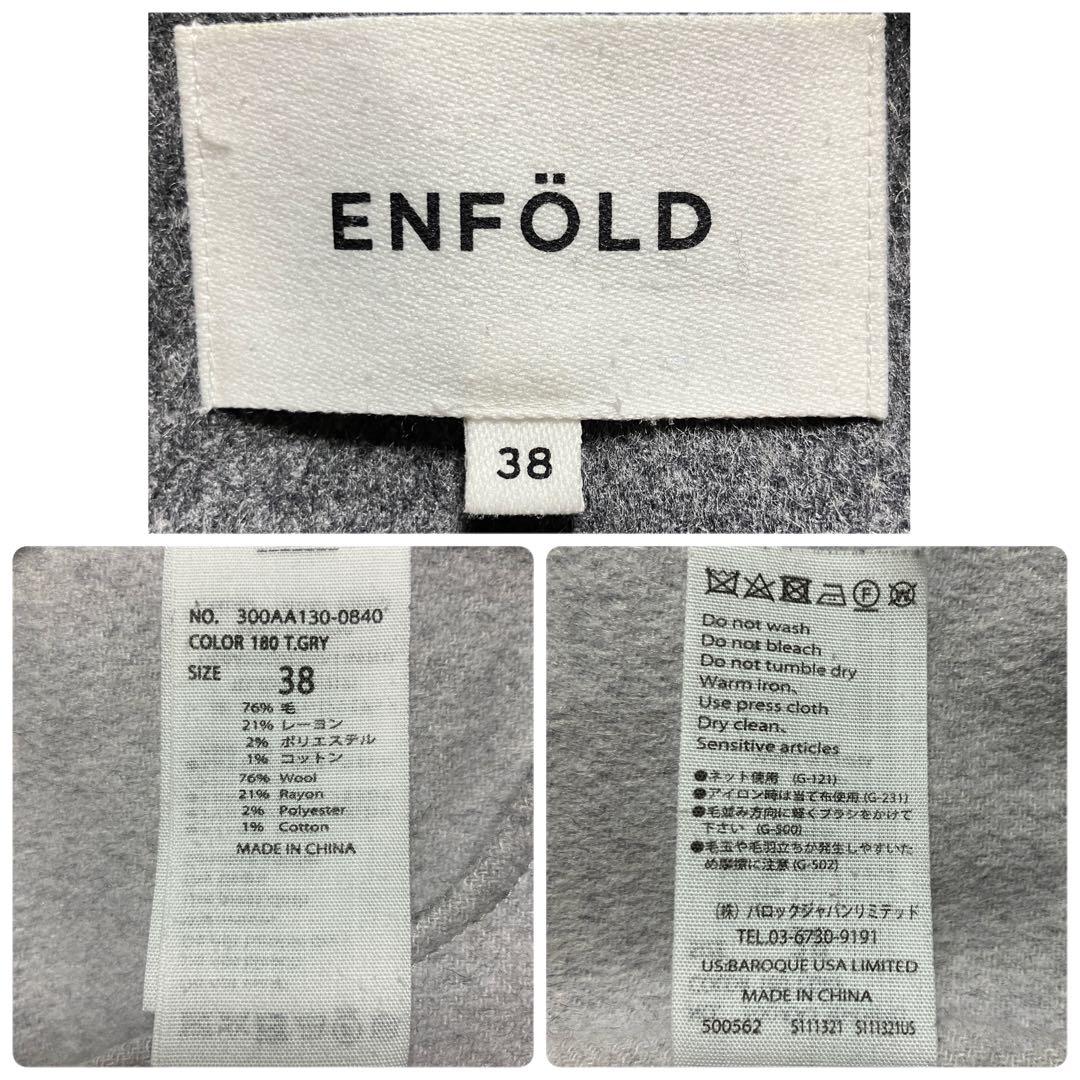 ENFÖLD
38
NO. 300AA130-0840
COLOR 180 T.GRY
SIZE 38
76% 毛
21% レーヨン
2% ポリエステル
1% コットン
76% Wool
21% Rayon
2% Polyester
1% Cotton
MADE IN CHINA
Do not wash
Do not bleach
Do not tumble dry
Warm iron、
Use press cloth
Dry clean、
Sensitive articles
●ネット使用 (G-121)
●アイロン時は当て布使用 (G-231)
●毛並み方向に軽くブラシをかけて
下さい (G-500)
●毛玉や毛羽立ちが発生しやすいた
め摩擦に注意 (G-502)
(株) バロックジャパンリミテッド
TEL.03-6730-9191
US:BAROQUE USA LIMITED
MADE IN CHINA
500562 S111321 S111321US